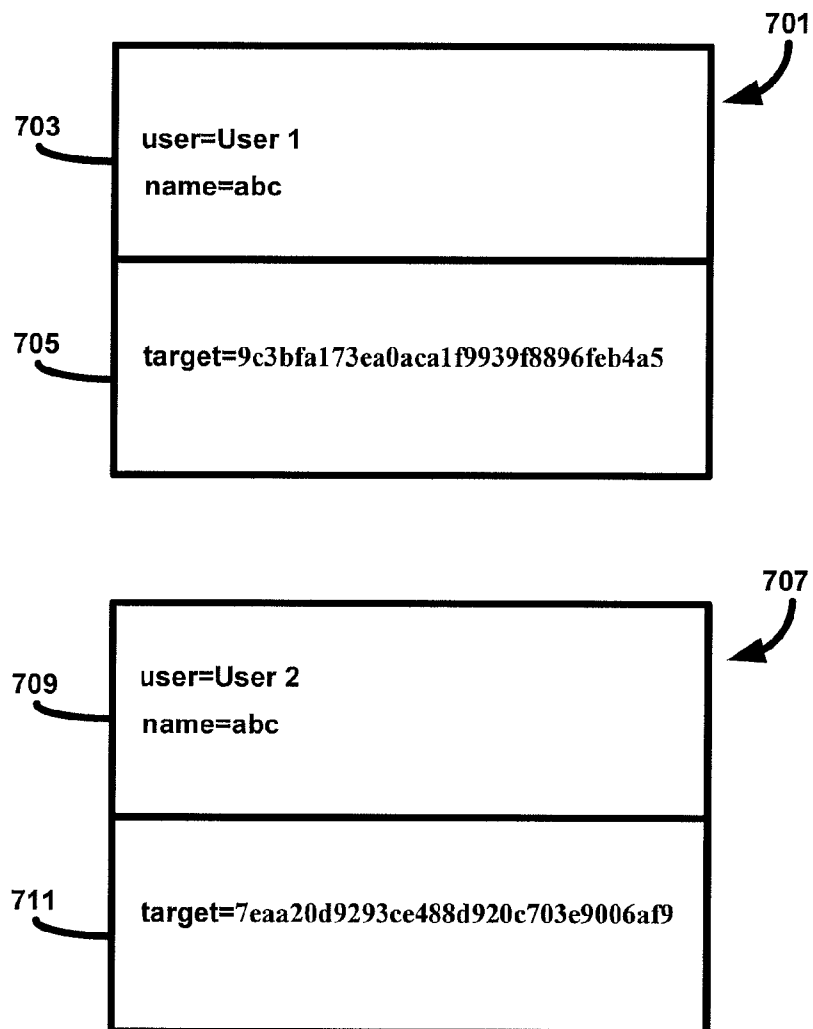 701
703
user=User 1
name=abc
705
target=9c3bfa173ea0aca1f9939f8896feb4a5
707
709
user=User 2
name=abc
711
target=7eaa20d9293ce488d920c703e9006af9